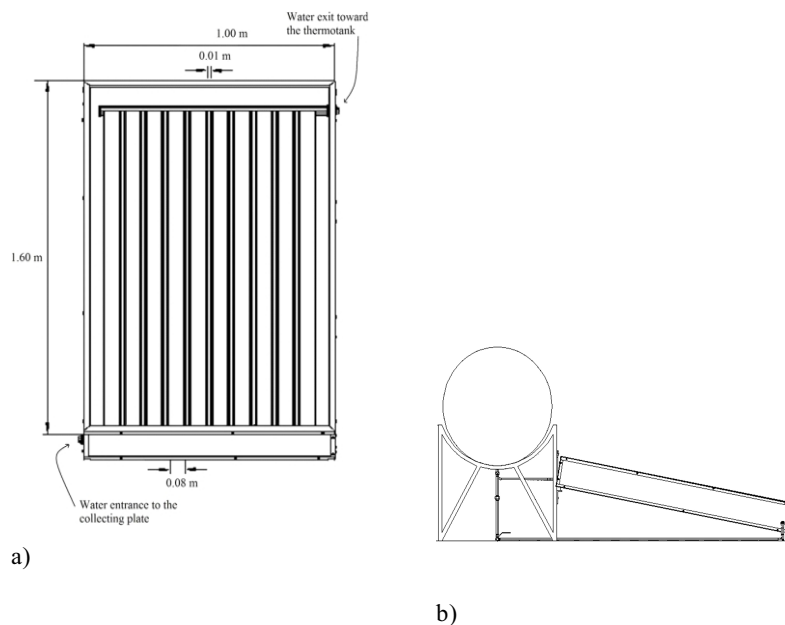 Water exit toward
the thermotank
1.00 m
0.01 m
1.60 m
0.08 m
Water entrance to the
collecting plate
a)
b)